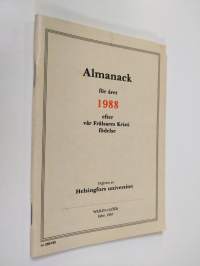 Almanack
för året
1988
efter
vår Frälsares Kristi
födelse
Utgiven av
Helsingfors universitet